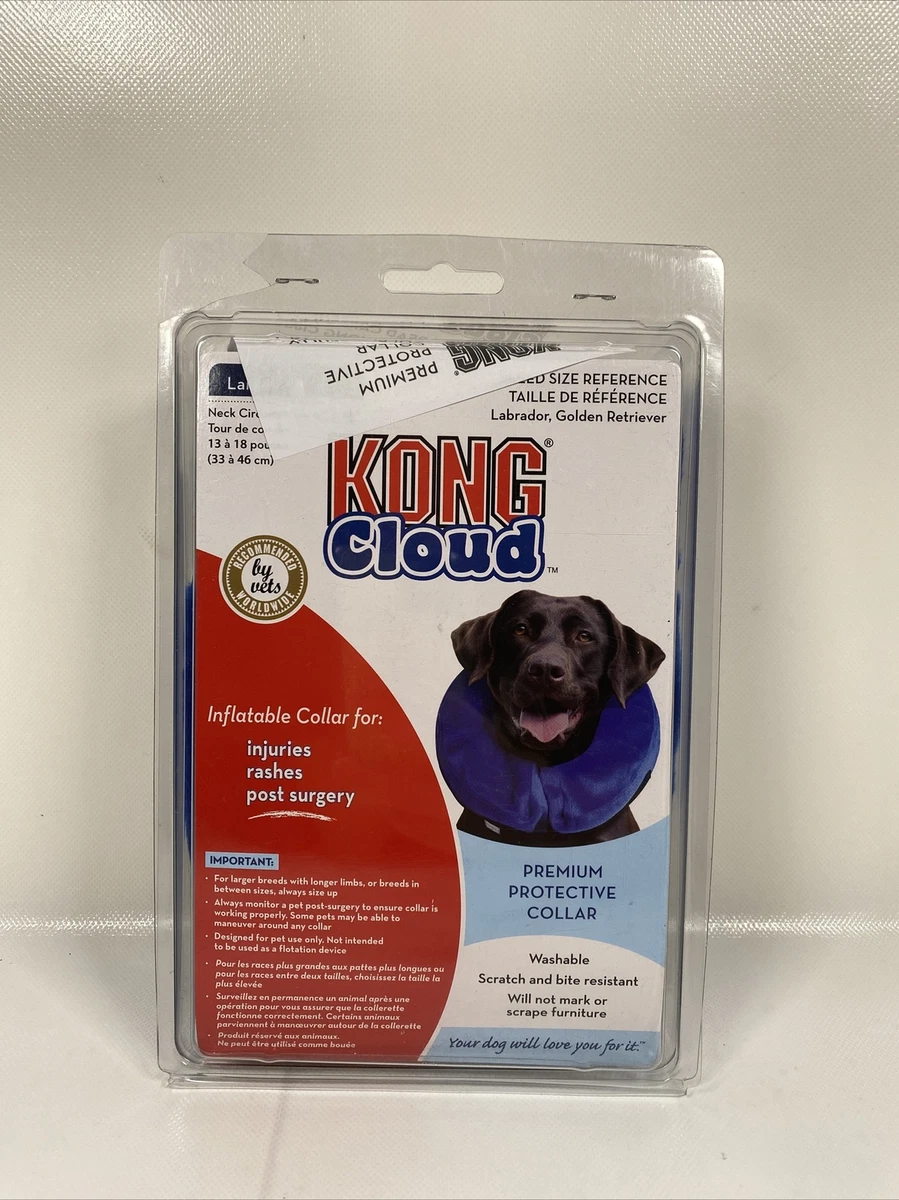 PREMIUM
PROTECTIVE
COLLAR
KONG®
La
Neck Circ
Tour de co
13 à 18 pou
(33 à 46 cm)
ED SIZE REFERENCE
TAILLE DE RÉFÉRENCE
Labrador, Golden Retriever
KONG®
Cloud™
RECOMMENDED
by
vets
WORLDWIDE
Inflatable Collar for:
injuries
rashes
post surgery
IMPORTANT:
• For larger breeds with longer limbs, or breeds in
between sizes, always size up
• Always monitor a pet post-surgery to ensure collar is
working properly. Some pets may be able to
maneuver around any collar
• Designed for pet use only. Not intended
to be used as a flotation device
• Pour les races plus grandes aux pattes plus longues ou
pour les races entre deux tailles, choisissez la taille la
plus élevée
• Surveillez en permanence un animal après une
opération pour vous assurer que la collerette
fonctionne correctement. Certains animaux
parviennent à manœuvrer autour de la collerette
• Produit réservé aux animaux.
Ne peut être utilisé comme bouée
PREMIUM
PROTECTIVE
COLLAR
Washable
Scratch and bite resistant
Will not mark or
scrape furniture
Your dog will love you for it.™